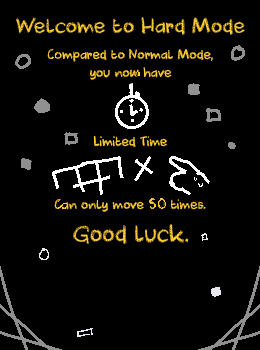 Welcome to Hard Mode
Compared to Normal Mode,
you now have
Limited Time
Can only move 50 times.
Good luck.